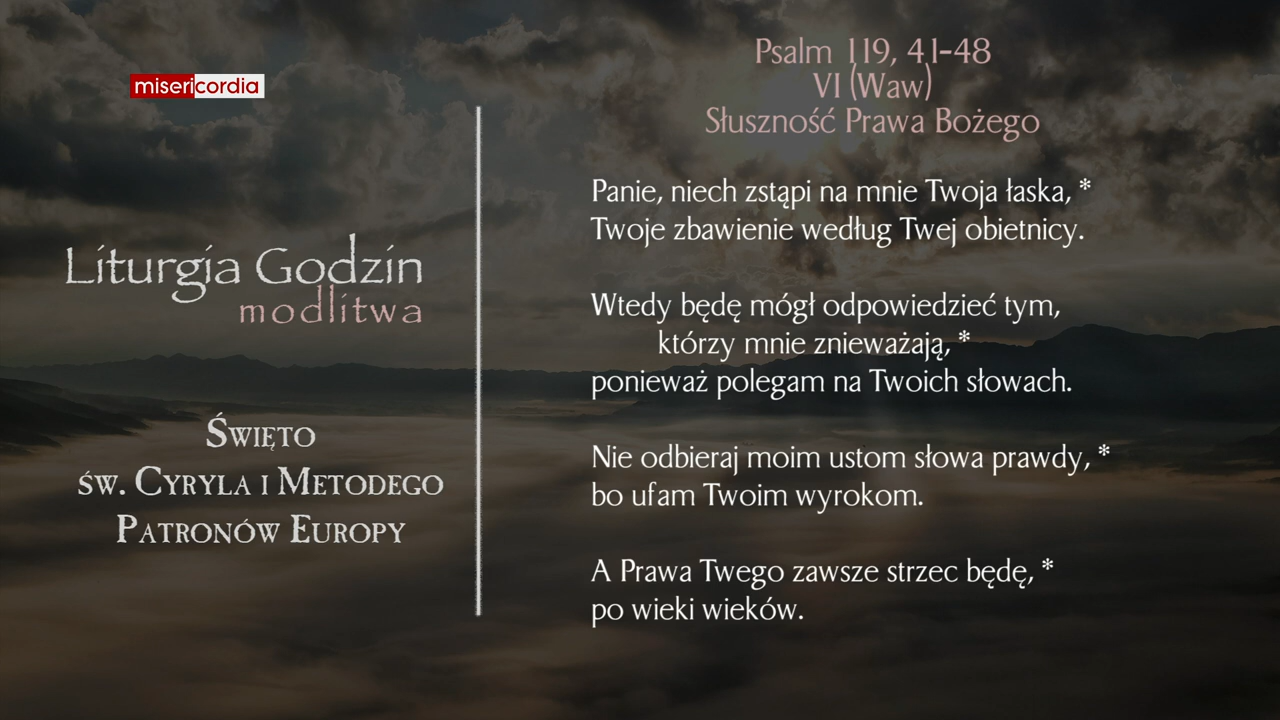 misericordia
Liturgia Godzin
modlitwa
Święto
św. Cyryla i Metodego
Patronów Europy
Psalm 119, 41-48
VI (Waw)
Słuszność Prawa Bożego
Panie, niech zstąpi na mnie Twoja łaska, *
Twoje zbawienie według Twej obietnicy.
Wtedy będę mógł odpowiedzieć tym,
którzy mnie znieważają, *
ponieważ polegam na Twoich słowach.
Nie odbieraj moim ustom słowa prawdy, *
bo ufam Twoim wyrokom.
A Prawa Twego zawsze strzec będę, *
po wieki wieków.